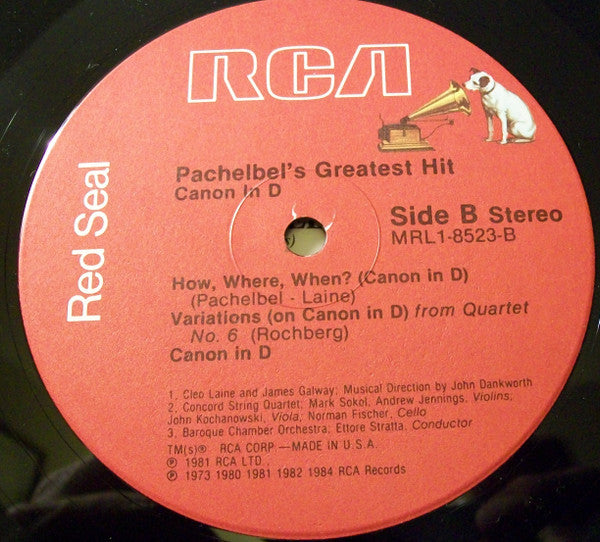 RCA
Red Seal
Pachelbel's Greatest Hit
Canon In D
Side B Stereo
MRL1-8523-B
How, Where, When? (Canon in D)
(Pachelbel - Laine)
Variations (on Canon in D) from Quartet
No. 6 (Rochberg)
Canon in D
1. Cleo Laine and James Galway; Musical Direction by John Dankworth
2. Concord String Quartet; Mark Sokol, Andrew Jennings, Violins;
John Kochanowski, Viola; Norman Fischer, Cello
3. Baroque Chamber Orchestra; Ettore Stratta, Conductor
TM(s)® RCA CORP.—MADE IN U.S.A.
℗ 1981 RCA LTD.
℗ 1973 1980 1981 1982 1984 RCA Records